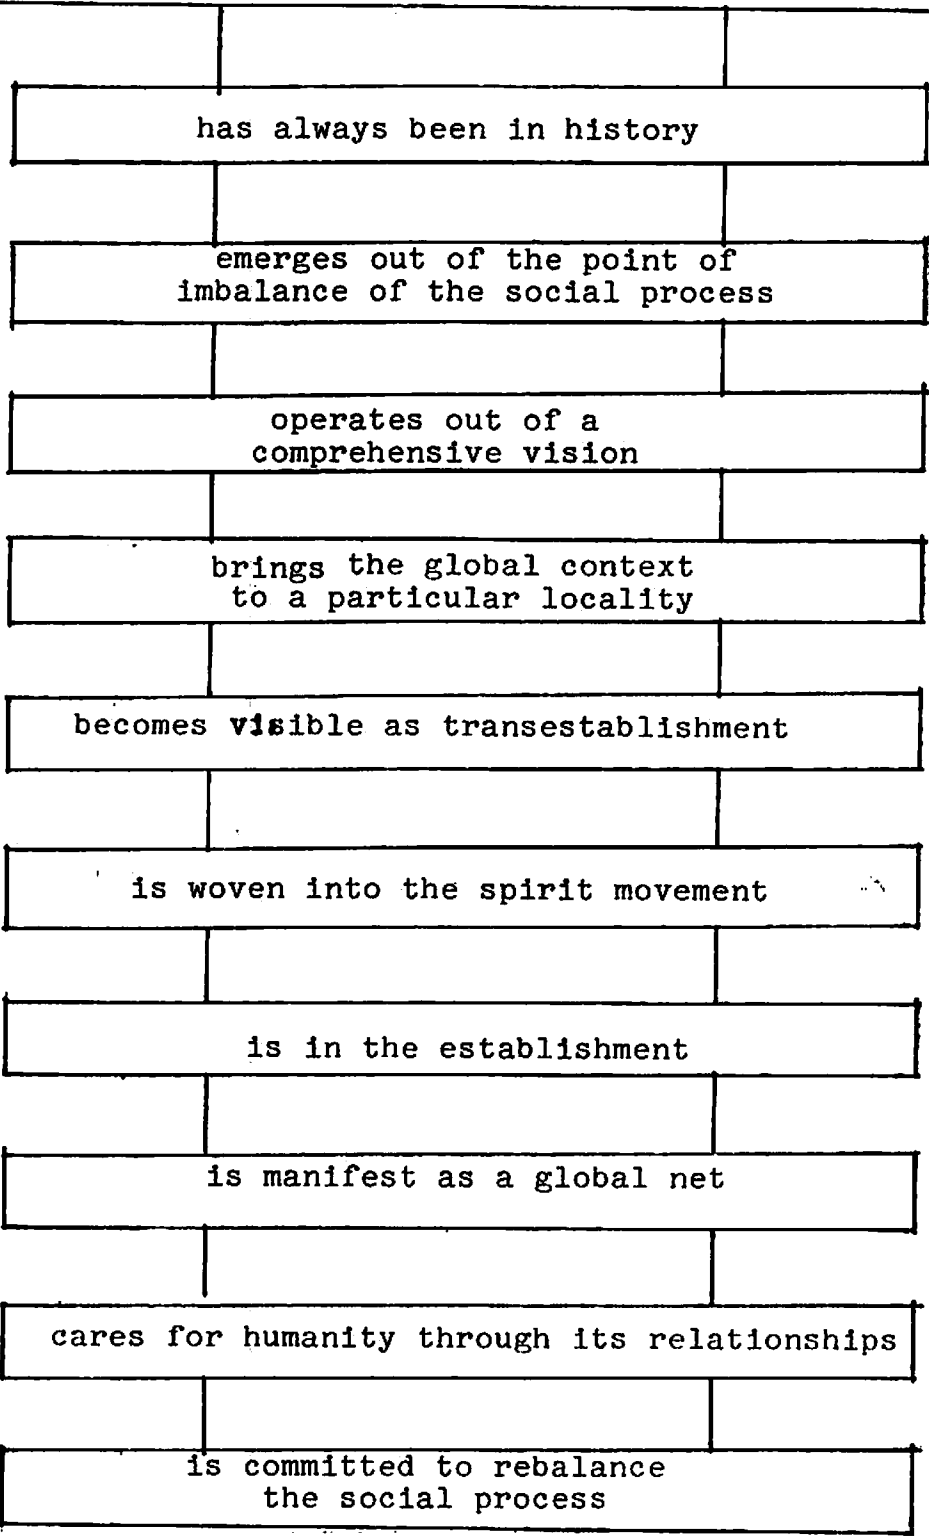 has always been in history
emerges out of the point of
imbalance of the social process
operates out of a
comprehensive vision
brings the global context
to a particular locality
becomes visible as transestablishment
is woven into the spirit movement
is in the establishment
is manifest as a global net
cares for humanity through its relationships
is committed to rebalance
the social process